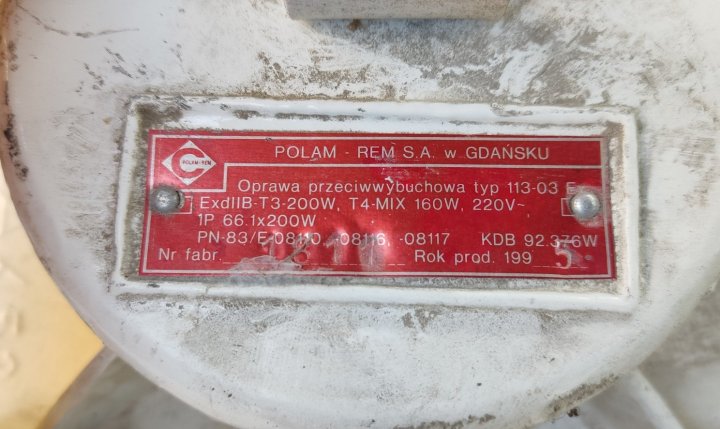 POLAM-REM
POLAM - REM S.A. w GDAŃSKU
Oprawa przeciwwybuchowa typ 113-03 E
ExdIIB-T3-200W, T4-MIX 160W, 220V~
IP 66.1x200W
PN-83/E-08110, -08116, -08117 KDB 92.376W
Nr fabr. Rok prod. 199 5